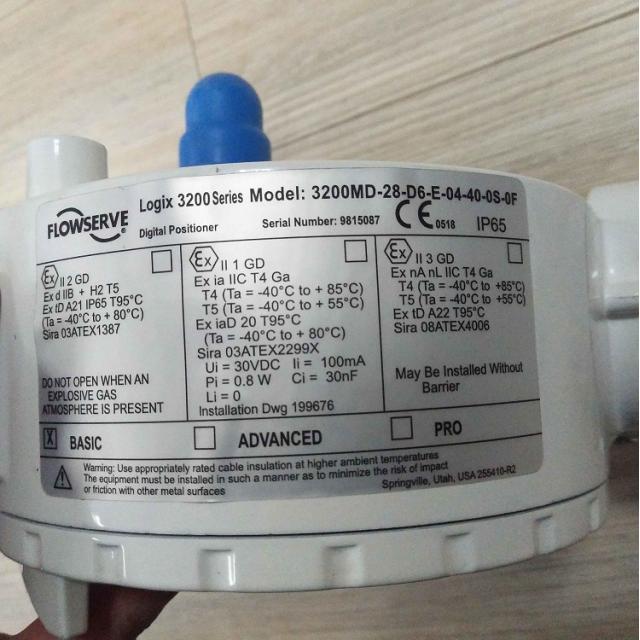 FLOWSERVE®
Logix 3200 Series Model: 3200MD-28-D6-E-04-40-0S-0F
Digital Positioner Serial Number: 9815087 CE 0518 IP65
Ex II 2 GD
Ex d IIB + H2 T5
Ex tD A21 IP65 T95°C
(Ta = -40°C to + 80°C)
Sira 03ATEX1387
DO NOT OPEN WHEN AN
EXPLOSIVE GAS
ATMOSPHERE IS PRESENT
Ex II 1 GD
Ex ia IIC T4 Ga
T4 (Ta = -40°C to + 85°C)
T5 (Ta = -40°C to + 55°C)
Ex iaD 20 T95°C
(Ta = -40°C to + 80°C)
Sira 03ATEX2299X
Ui = 30VDC Ii = 100mA
Pi = 0.8 W Ci = 30nF
Li = 0
Installation Dwg 199676
Ex II 3 GD
Ex nA nL IIC T4 Ga
T4 (Ta = -40°C to +85°C)
T5 (Ta = -40°C to +55°C)
Ex tD A22 T95°C
Sira 08ATEX4006
May Be Installed Without
Barrier
X BASIC ADVANCED PRO
Warning: Use appropriately rated cable insulation at higher ambient temperatures
The equipment must be installed in such a manner as to minimize the risk of impact
or friction with other metal surfaces
Springville, Utah, USA 255410-R2